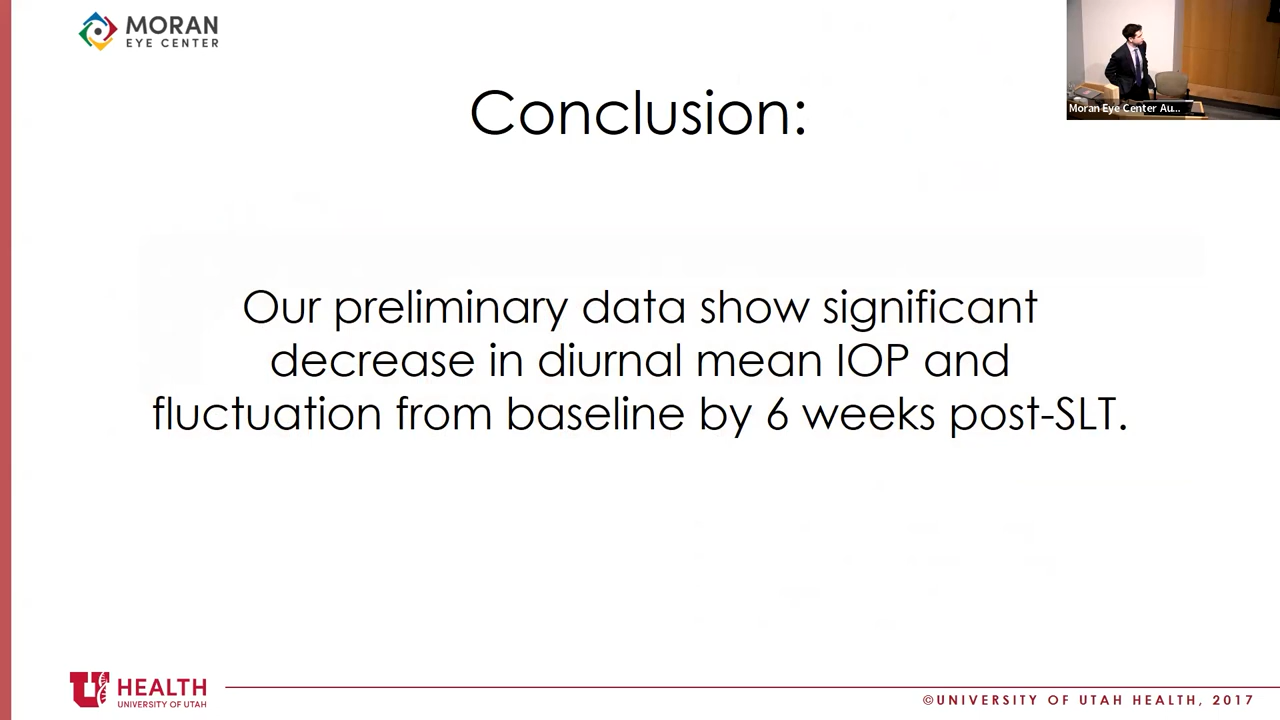 MORAN
EYE CENTER
Moran Eye Center Au...
Conclusion:
Our preliminary data show significant
decrease in diurnal mean IOP and
fluctuation from baseline by 6 weeks post-SLT.
U HEALTH
UNIVERSITY OF UTAH
©UNIVERSITY OF UTAH HEALTH, 2017